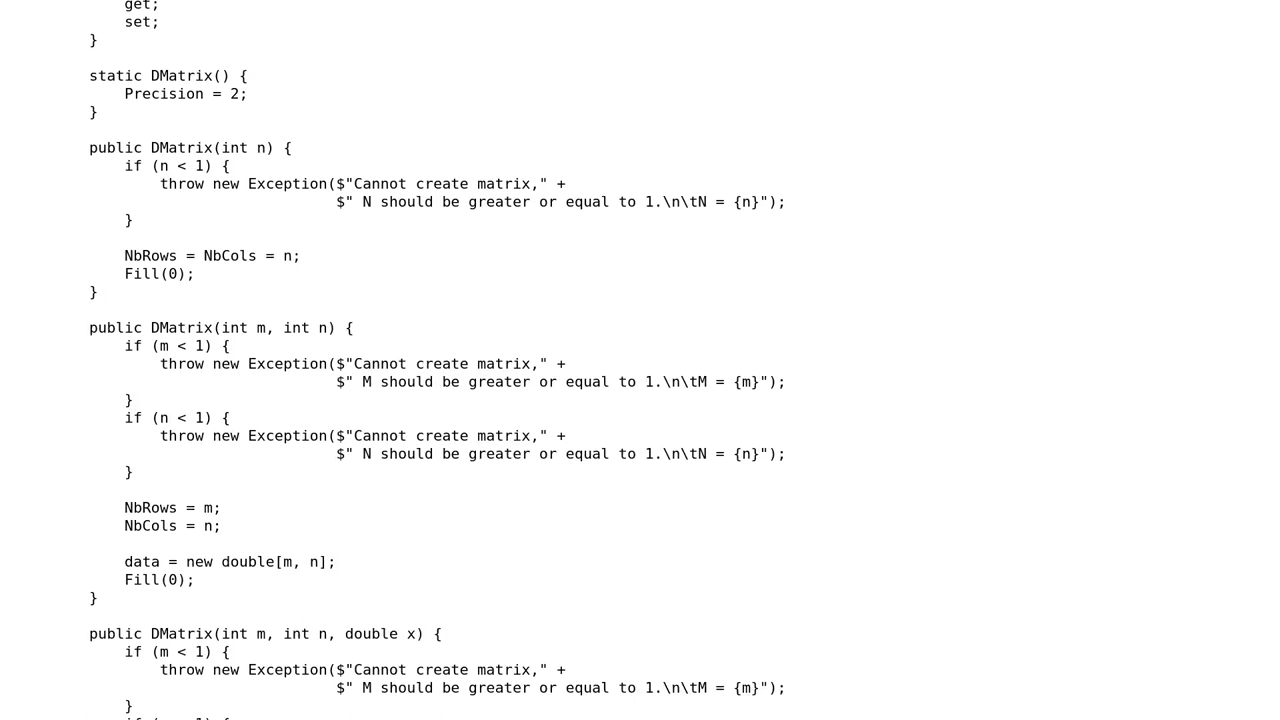 get;
set;
}
static DMatrix() {
Precision = 2;
}
public DMatrix(int n) {
if (n < 1) {
throw new Exception($"Cannot create matrix," +
$" N should be greater or equal to 1.\n\tN = {n}");
}
NbRows = NbCols = n;
Fill(0);
}
public DMatrix(int m, int n) {
if (m < 1) {
throw new Exception($"Cannot create matrix," +
$" M should be greater or equal to 1.\n\tM = {m}");
}
if (n < 1) {
throw new Exception($"Cannot create matrix," +
$" N should be greater or equal to 1.\n\tN = {n}");
}
NbRows = m;
NbCols = n;
data = new double[m, n];
Fill(0);
}
public DMatrix(int m, int n, double x) {
if (m < 1) {
throw new Exception($"Cannot create matrix," +
$" M should be greater or equal to 1.\n\tM = {m}");
}